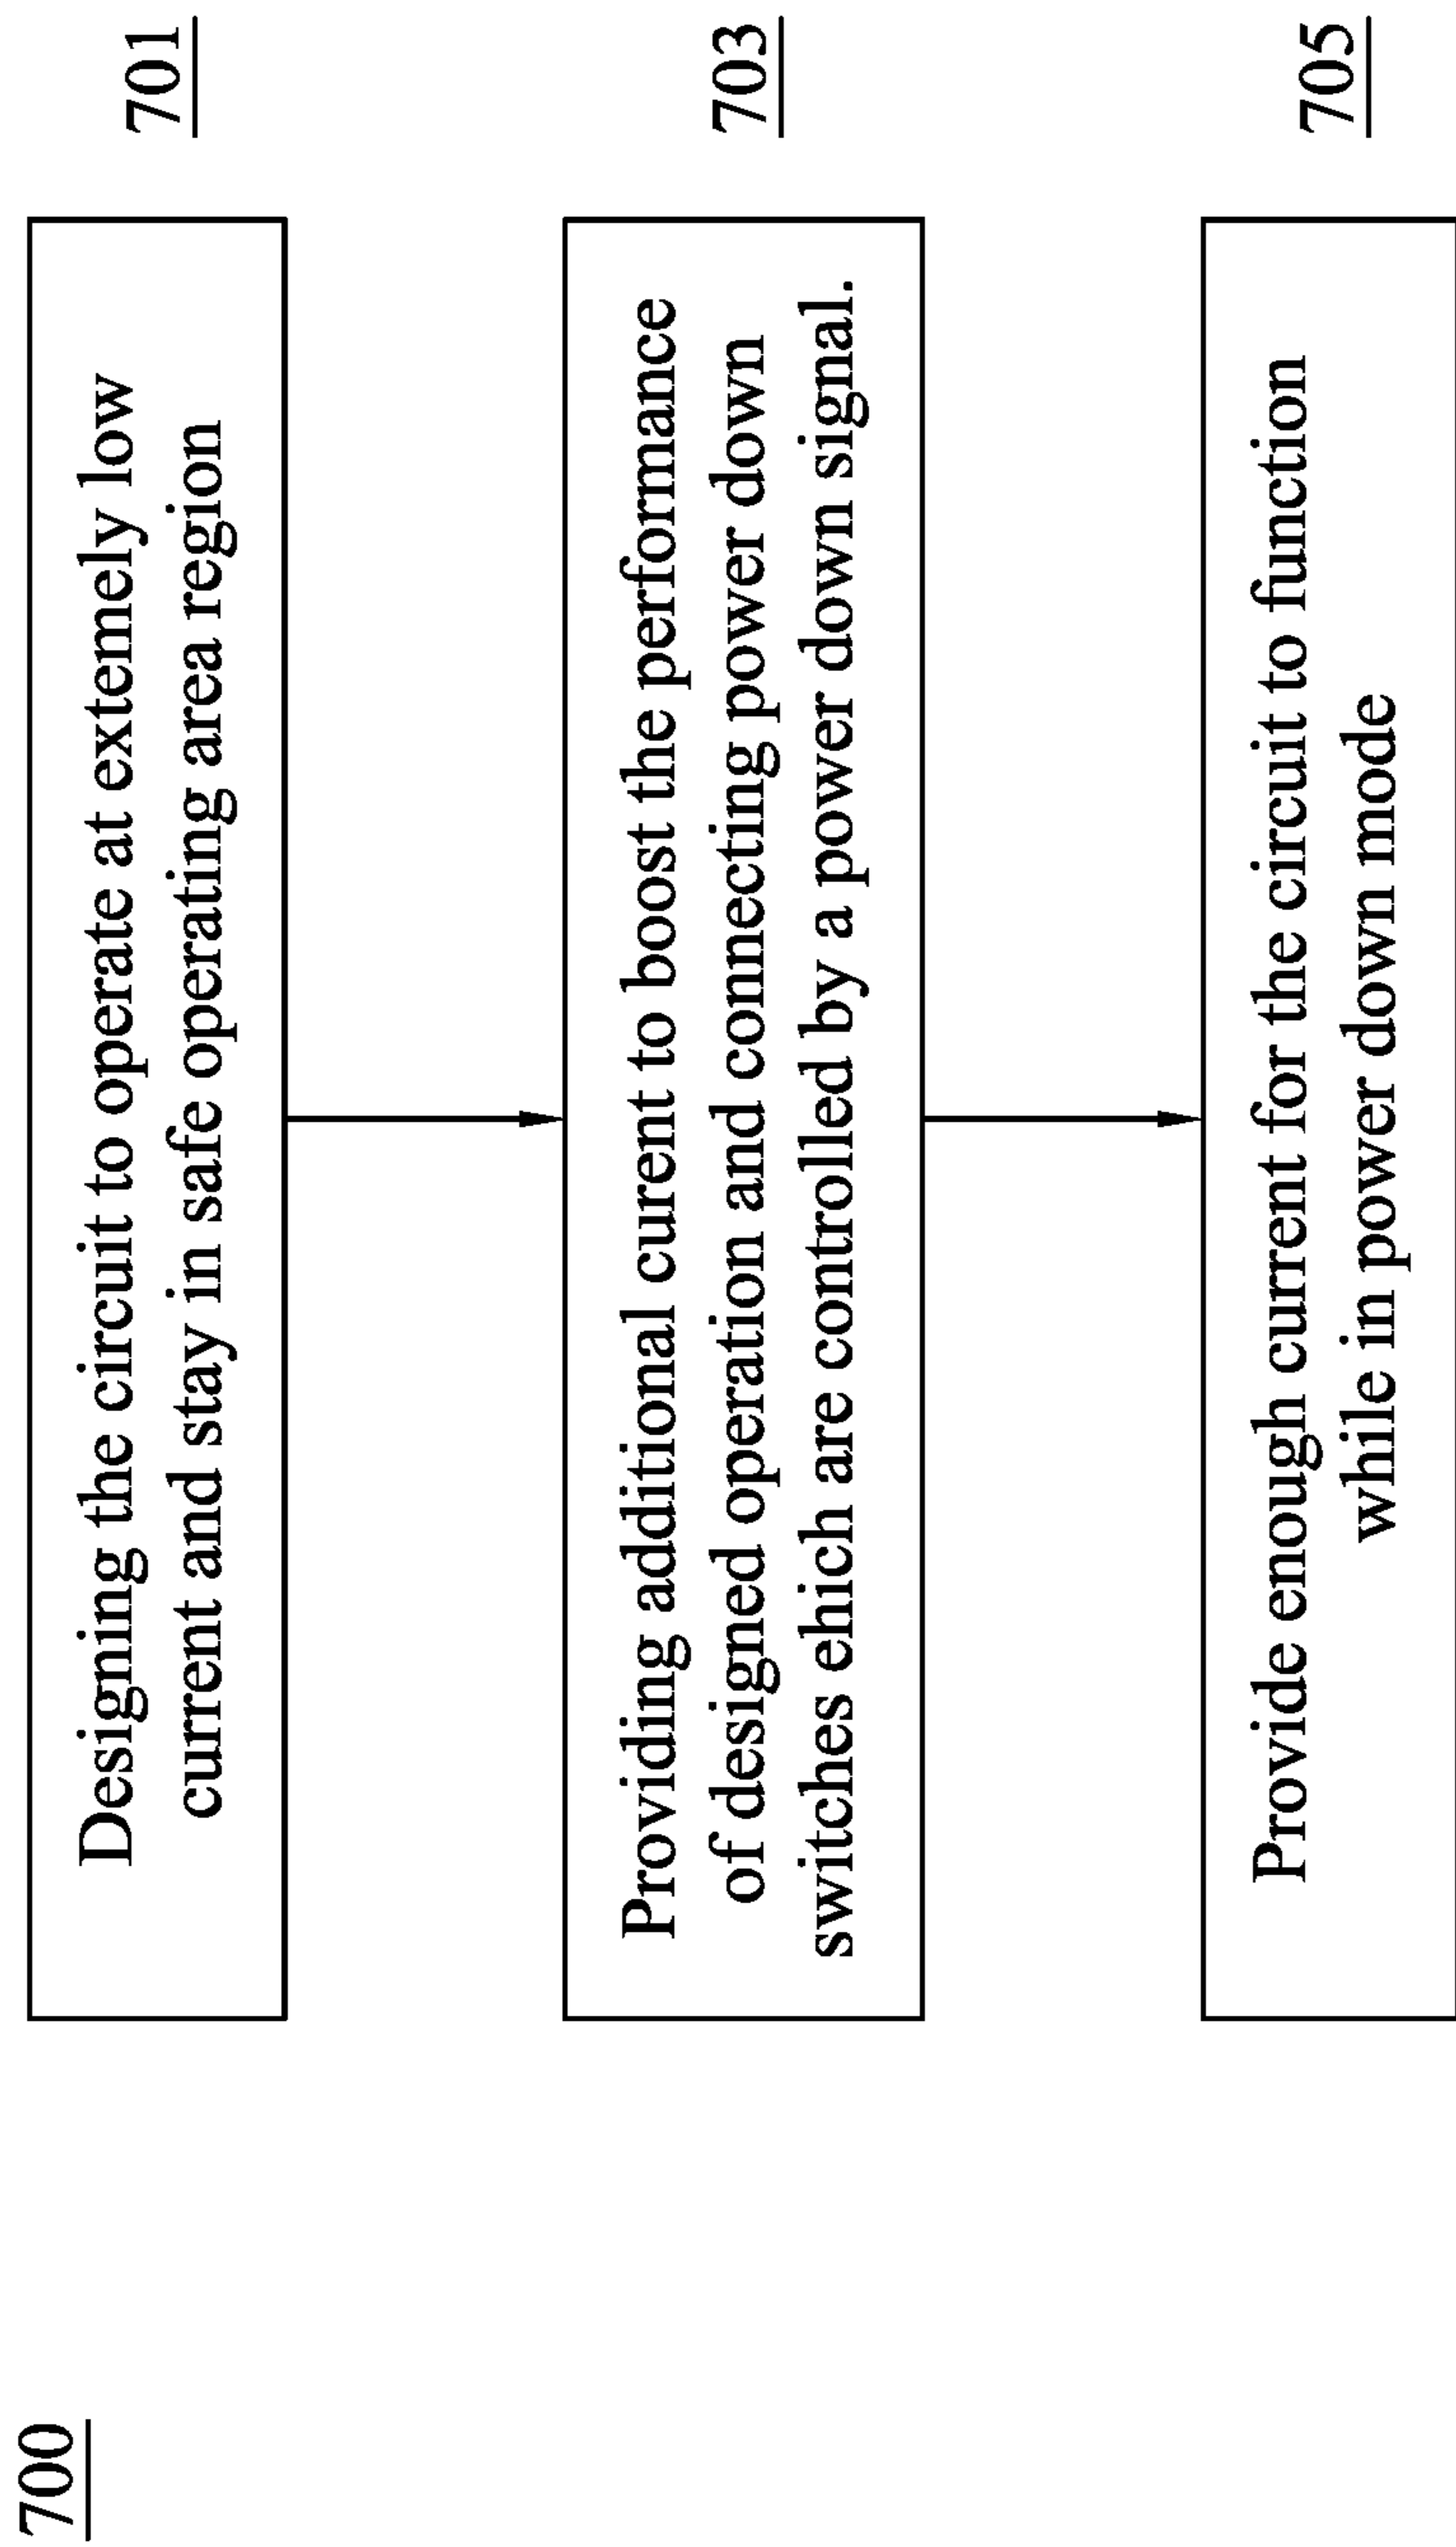 700
Designing the circuit to operate at extemely low
current and stay in safe operating area region
701
Providing additional curent to boost the performance
of designed operation and connecting power down
switches ehich are controlled by a power down signal.
703
Provide enough current for the circuit to function
while in power down mode
705